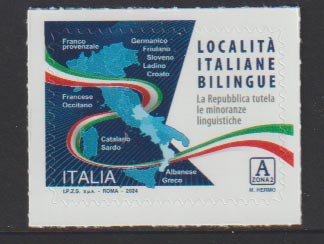 Franco
provenzale
Germanico
Friulano
Sloveno
Ladino
Croato
Francese
Occitano
Catalano
Sardo
Albanese
Greco
LOCALITÀ
ITALIANE
BILINGUE
La Repubblica tutela
le minoranze
linguistiche
ITALIA
A
ZONA 2
I.P.Z.S. S.p.A. - ROMA - 2024
M. HERMO